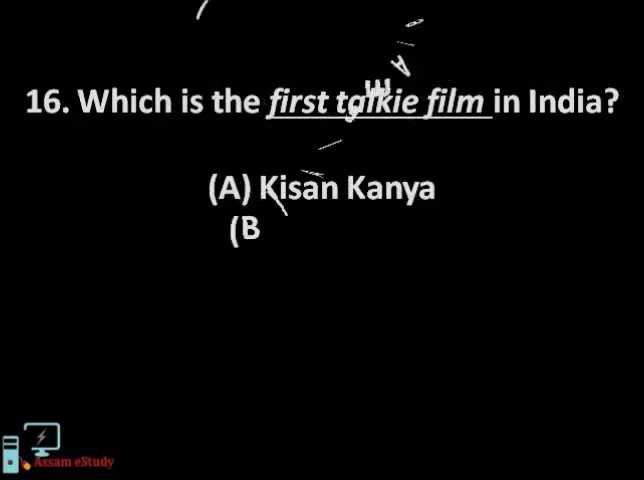 16. Which is the first talkie film in India?
(A) Kisan Kanya
(B
Assam eStudy